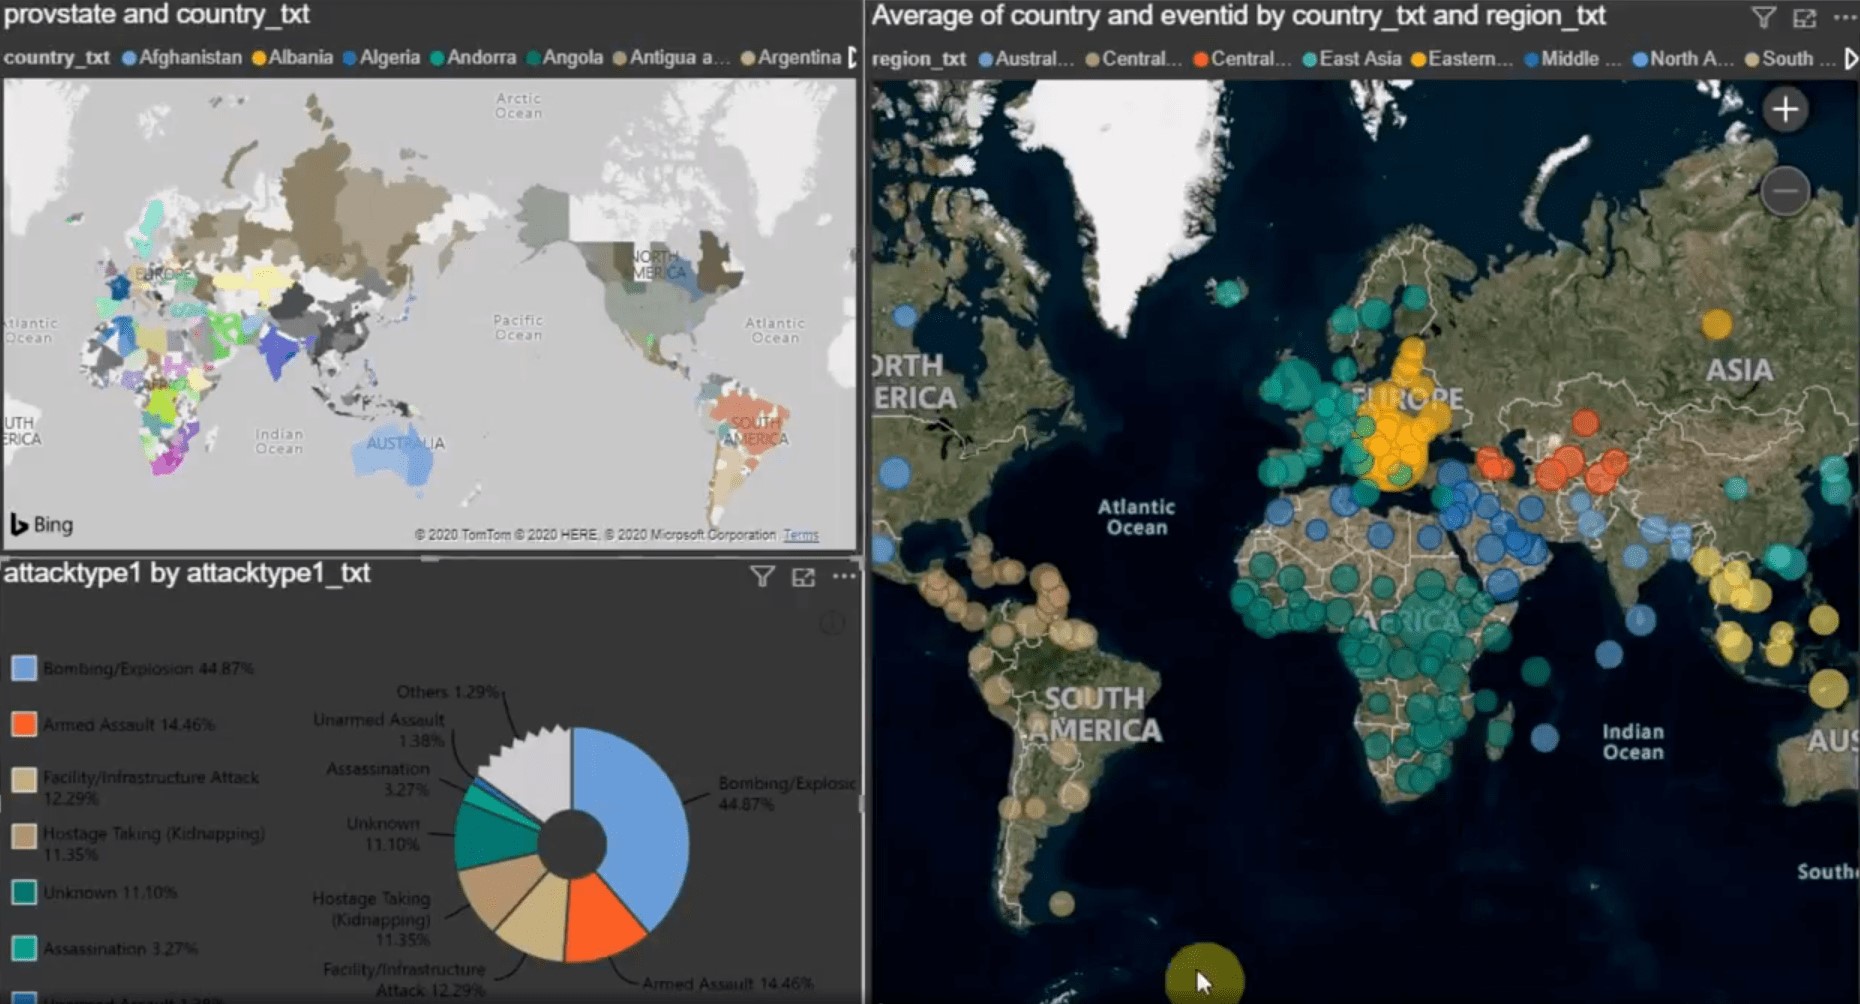 provstate and country_txt
country_txt Afghanistan Albania Algeria Andorra Angola Antigua a... Argentina
Arctic
Ocean
EUROPE
ASIA
NORTH
AMERICA
Atlantic
Ocean
Pacific
Ocean
Atlantic
Ocean
AFRICA
UTH
ERICA
Indian
Ocean
AUSTRALIA
SOUTH
AMERICA
Bing
© 2020 TomTom © 2020 HERE, © 2020 Microsoft Corporation Terms
attacktype1 by attacktype1_txt
Bombing/Explosion 44.87%
Armed Assault 14.46%
Facility/Infrastructure Attack
12.29%
Hostage Taking (Kidnapping)
11.35%
Unknown 11.10%
Assassination 3.27%
Unarmed Assault 1.38%
Others 1.29%
Unarmed Assault
1.38%
Assassination
3.27%
Unknown
11.10%
Hostage Taking
(Kidnapping)
11.35%
Facility/Infrastructure
Attack 12.29%
Bombing/Explosic
44.87%
Armed Assault 14.46%
Average of country and eventid by country_txt and region_txt
region_txt Austral... Central... Central... East Asia Eastern... Middle ... North A... South ...
ORTH
ERICA
EUROPE
ASIA
Atlantic
Ocean
AFRICA
SOUTH
AMERICA
Indian
Ocean
AUS
Southe